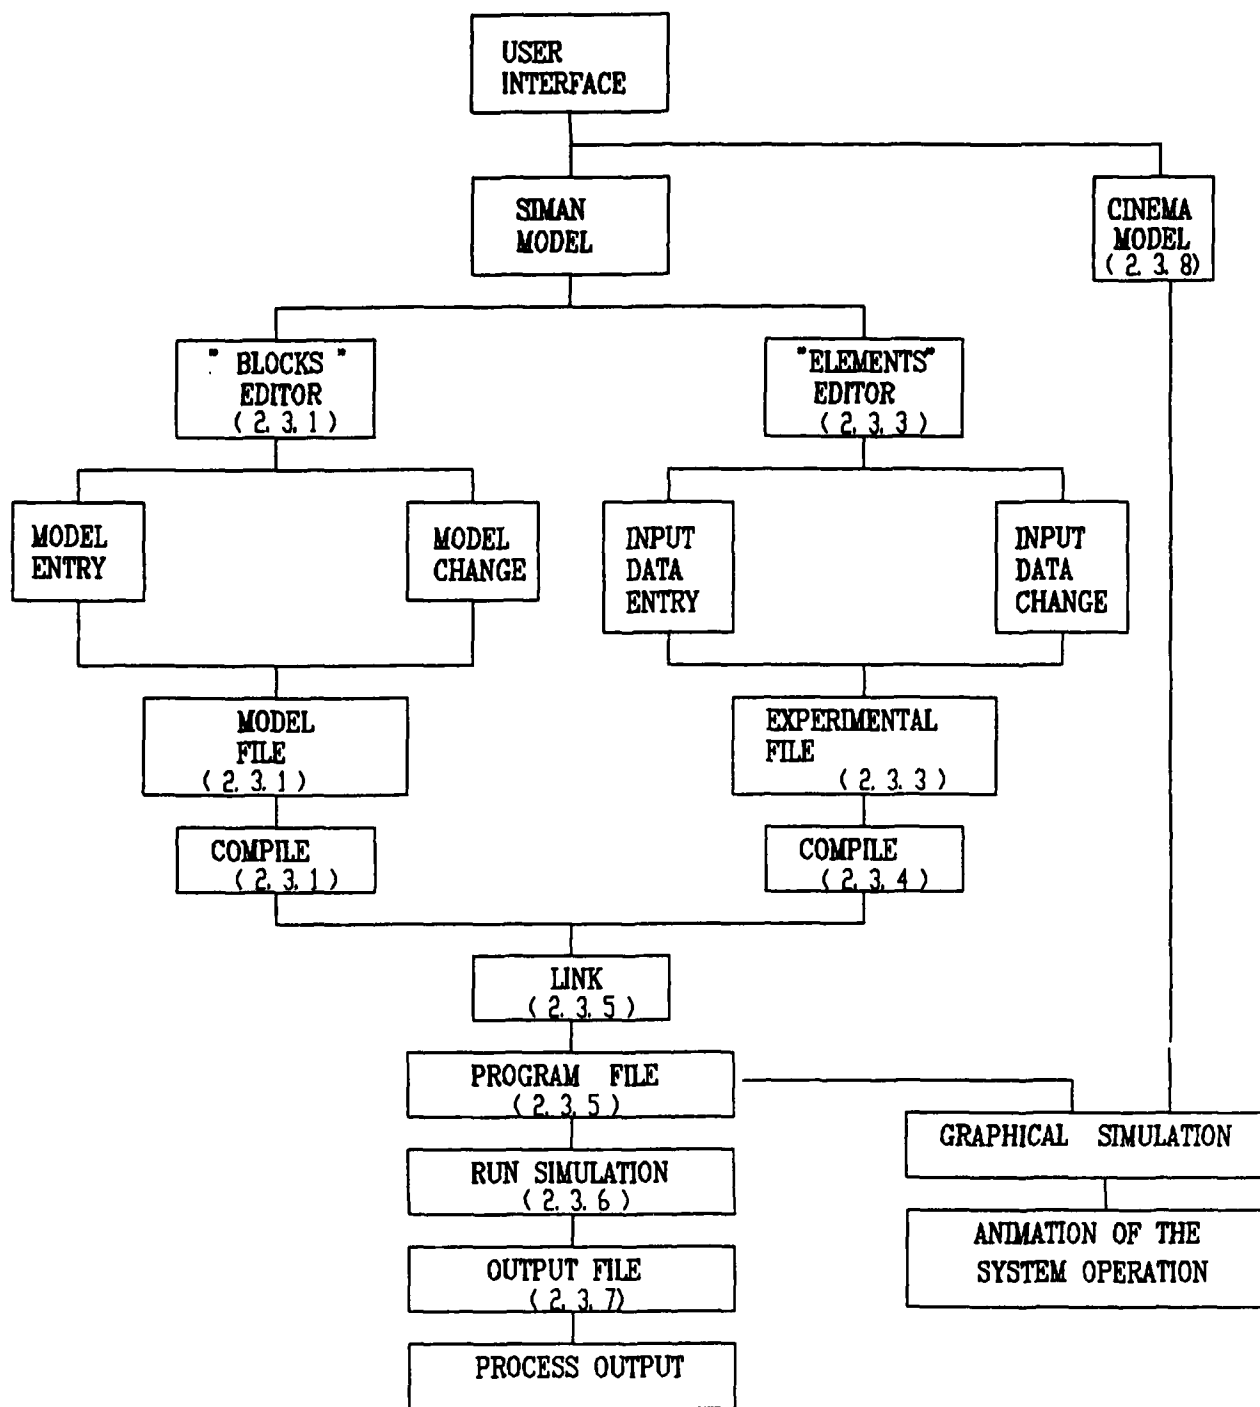 USER
INTERFACE
SIMAN
MODEL
CINEMA
MODEL
( 2. 3. 8)
" BLOCKS "
EDITOR
( 2. 3. 1 )
"ELEMENTS"
EDITOR
( 2. 3. 3 )
MODEL
ENTRY
MODEL
CHANGE
INPUT
DATA
ENTRY
INPUT
DATA
CHANGE
MODEL
FILE
( 2. 3. 1 )
EXPERIMENTAL
FILE
( 2. 3. 3 )
COMPILE
( 2. 3. 1 )
COMPILE
( 2. 3. 4 )
LINK
( 2. 3. 5 )
PROGRAM FILE
( 2. 3. 5 )
GRAPHICAL SIMULATION
RUN SIMULATION
( 2. 3. 6 )
ANIMATION OF THE
SYSTEM OPERATION
OUTPUT FILE
( 2. 3. 7)
PROCESS OUTPUT